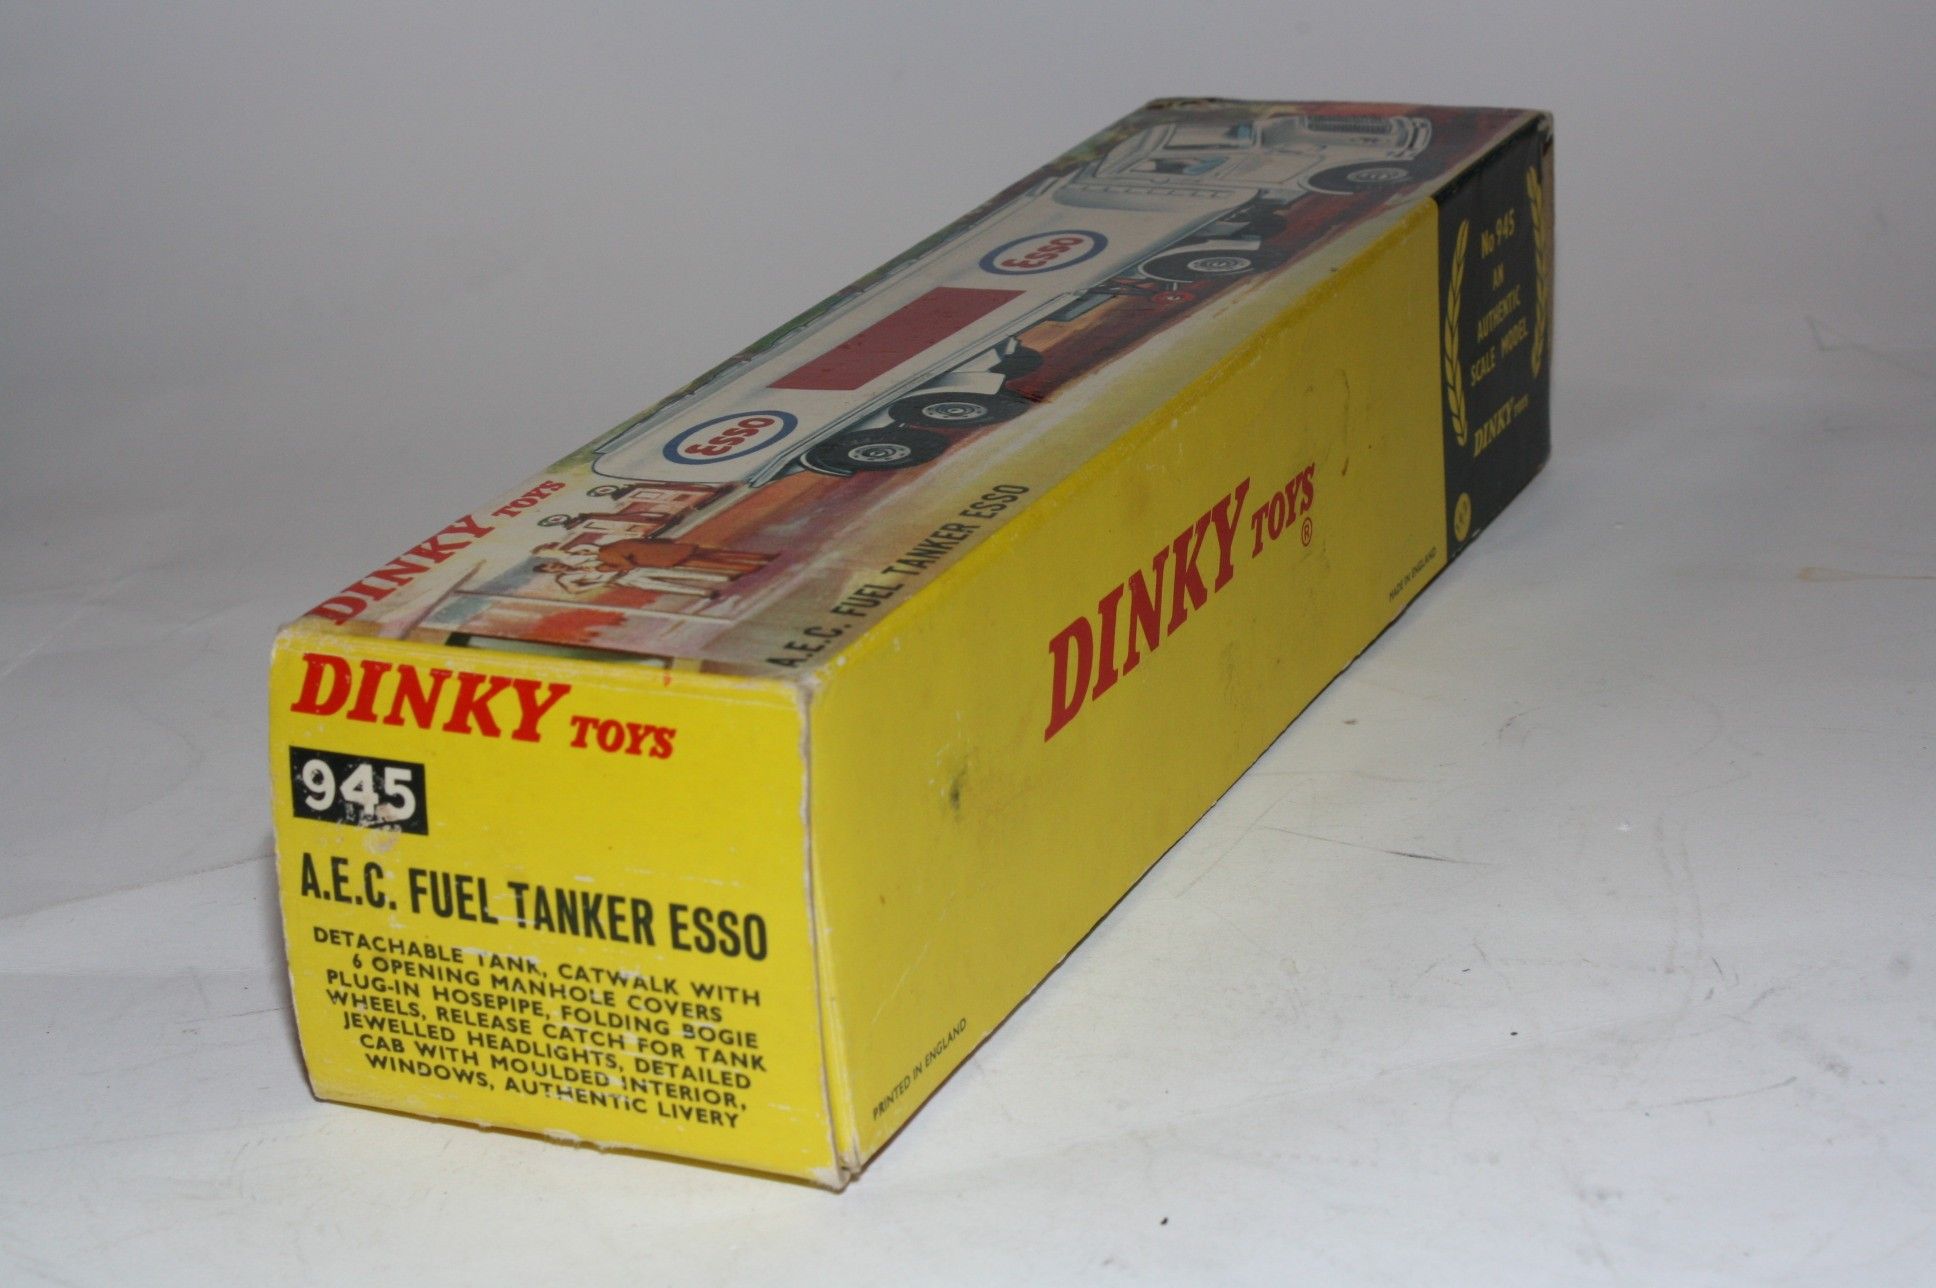 DINKY TOYS
945
A.E.C. FUEL TANKER ESSO
DETACHABLE TANK, CATWALK WITH
6 OPENING MANHOLE COVERS
PLUG-IN HOSEPIPE, FOLDING BOGIE
WHEELS, RELEASE CATCH FOR TANK
JEWELLED HEADLIGHTS, DETAILED
CAB WITH MOULDED INTERIOR,
WINDOWS, AUTHENTIC LIVERY
DINKY TOYS
Esso
Esso
A.E.C. FUEL TANKER ESSO
DINKY TOYS®
PRINTED IN ENGLAND
MADE IN ENGLAND
No 945
AN
AUTHENTIC
SCALE MODEL
DINKY TOYS